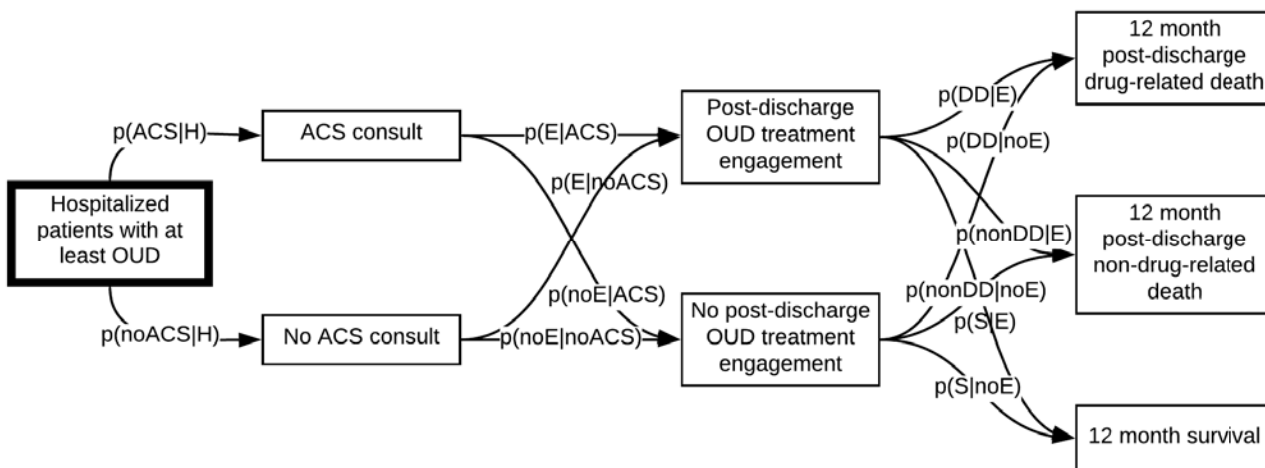 Hospitalized
patients with at
least OUD
p(ACS|H)
p(noACS|H)
ACS consult
No ACS consult
p(E|ACS)
p(E|noACS)
p(noE|ACS)
p(noE|noACS)
Post-discharge
OUD treatment
engagement
No post-discharge
OUD treatment
engagement
p(DD|E)
p(DD|noE)
p(nonDD|E)
p(nonDD|noE)
p(S|E)
p(S|noE)
12 month
post-discharge
drug-related death
12 month
post-discharge
non-drug-related
death
12 month survival